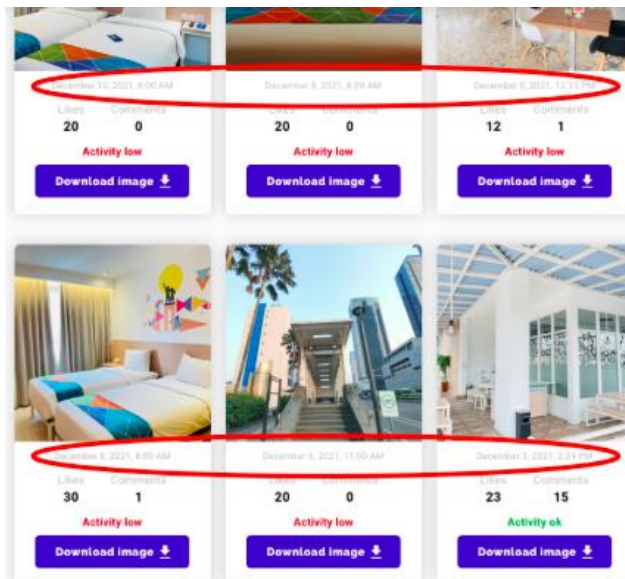 December 10, 2021, 6:00 AM
December 8, 2021, 8:59 AM
December 8, 2021, 12:15 PM
Likes Comments
20 0
Likes Comments
20 0
Likes Comments
12 1
Activity low
Activity low
Activity low
Download image
Download image
Download image
December 8, 2021, 8:50 AM
December 6, 2021, 11:00 AM
December 3, 2021, 2:34 PM
Likes Comments
30 1
Likes Comments
20 0
Likes Comments
23 15
Activity low
Activity low
Activity ok
Download image
Download image
Download image